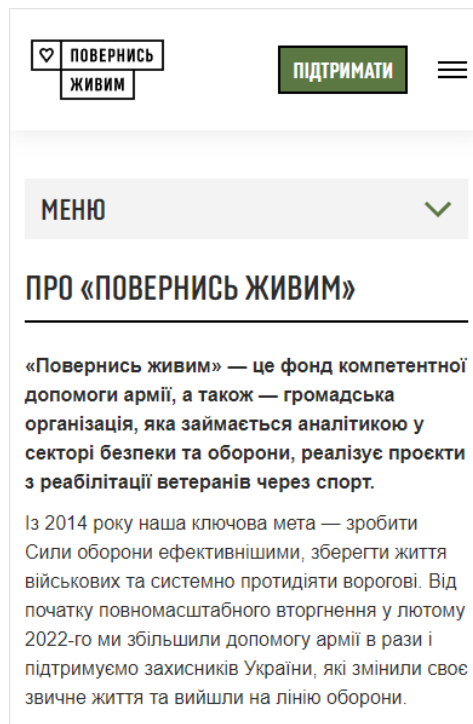 ПОВЕРНИСЬ
ЖИВИМ
ПІДТРИМАТИ
МЕНЮ
ПРО «ПОВЕРНИСЬ ЖИВИМ»
«Повернись живим» — це фонд компетентної
допомоги армії, а також — громадська
організація, яка займається аналітикою у
секторі безпеки та оборони, реалізує проєкти
з реабілітації ветеранів через спорт.
Із 2014 року наша ключова мета — зробити
Сили оборони ефективнішими, зберегти життя
військових та системно протидіяти ворогові. Від
початку повномасштабного вторгнення у лютому
2022-го ми збільшили допомогу армії в рази і
підтримуємо захисників України, які змінили своє
звичне життя та вийшли на лінію оборони.